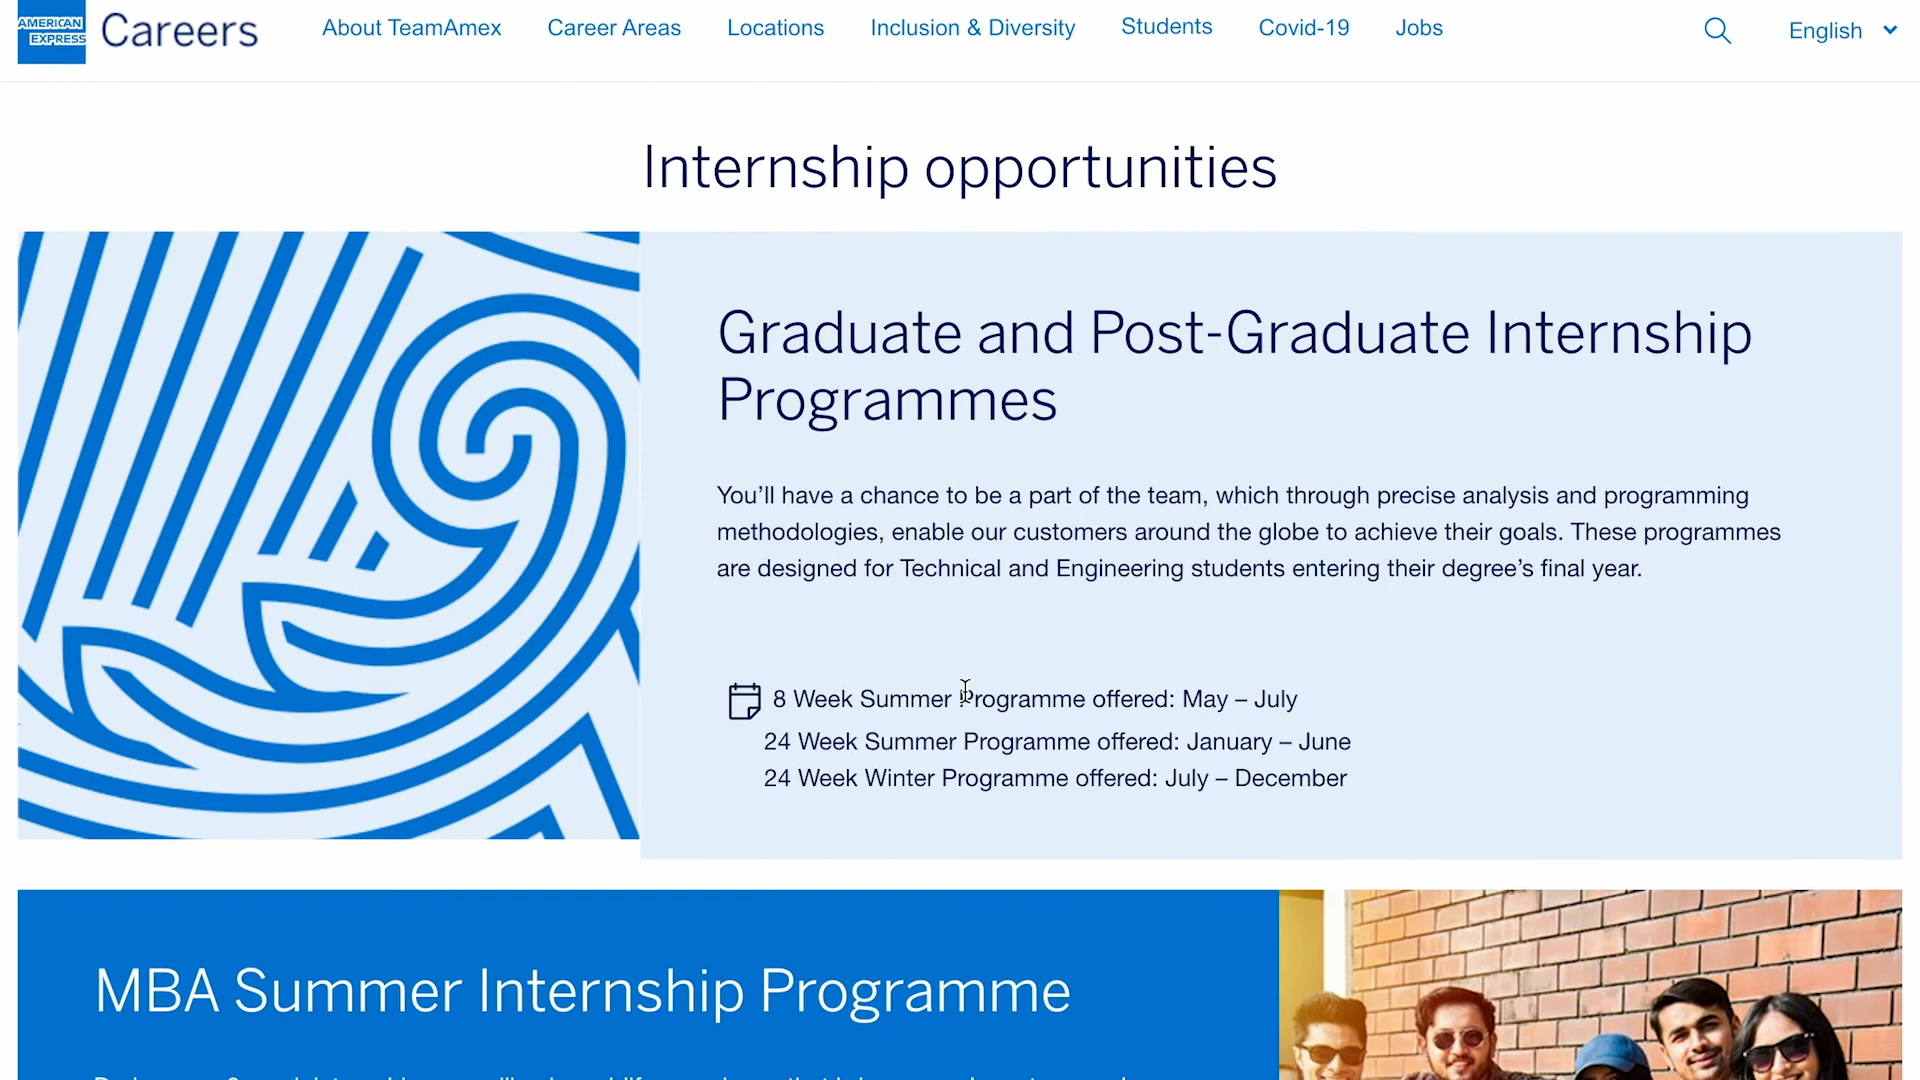 AMERICAN
EXPRESS
Careers
About TeamAmex
Career Areas
Locations
Inclusion & Diversity
Students
Covid-19
Jobs
English
Internship opportunities
Graduate and Post-Graduate Internship
Programmes
You’ll have a chance to be a part of the team, which through precise analysis and programming
methodologies, enable our customers around the globe to achieve their goals. These programmes
are designed for Technical and Engineering students entering their degree’s final year.
8 Week Summer Programme offered: May – July
24 Week Summer Programme offered: January – June
24 Week Winter Programme offered: July – December
MBA Summer Internship Programme